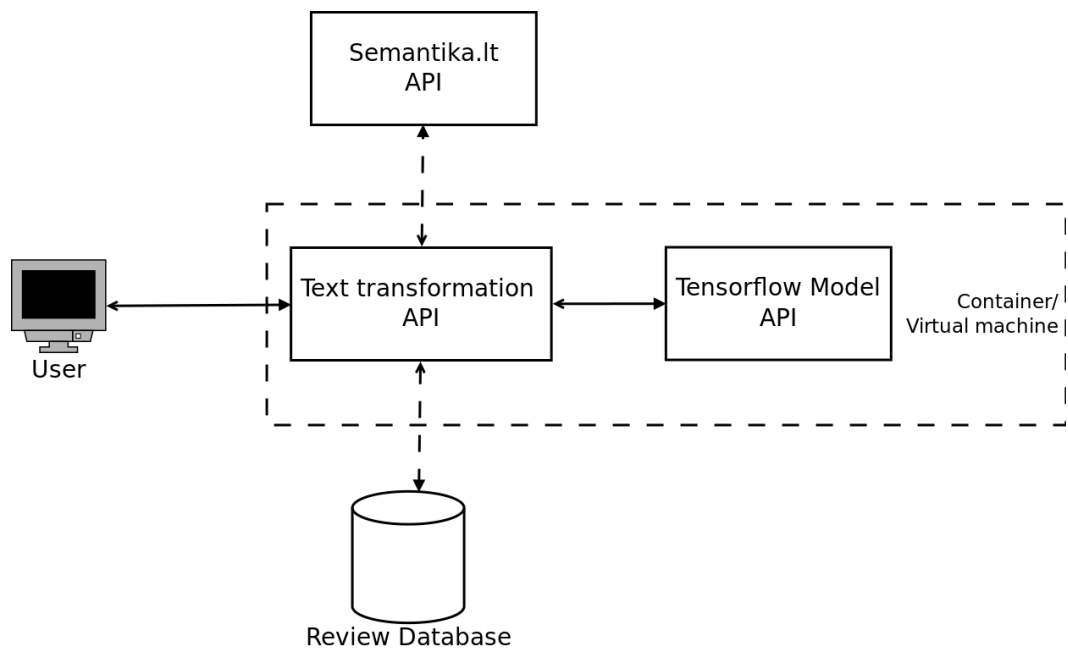 Semantika.lt
API
Text transformation
API
Tensorflow Model
API
Container/
Virtual machine
User
Review Database